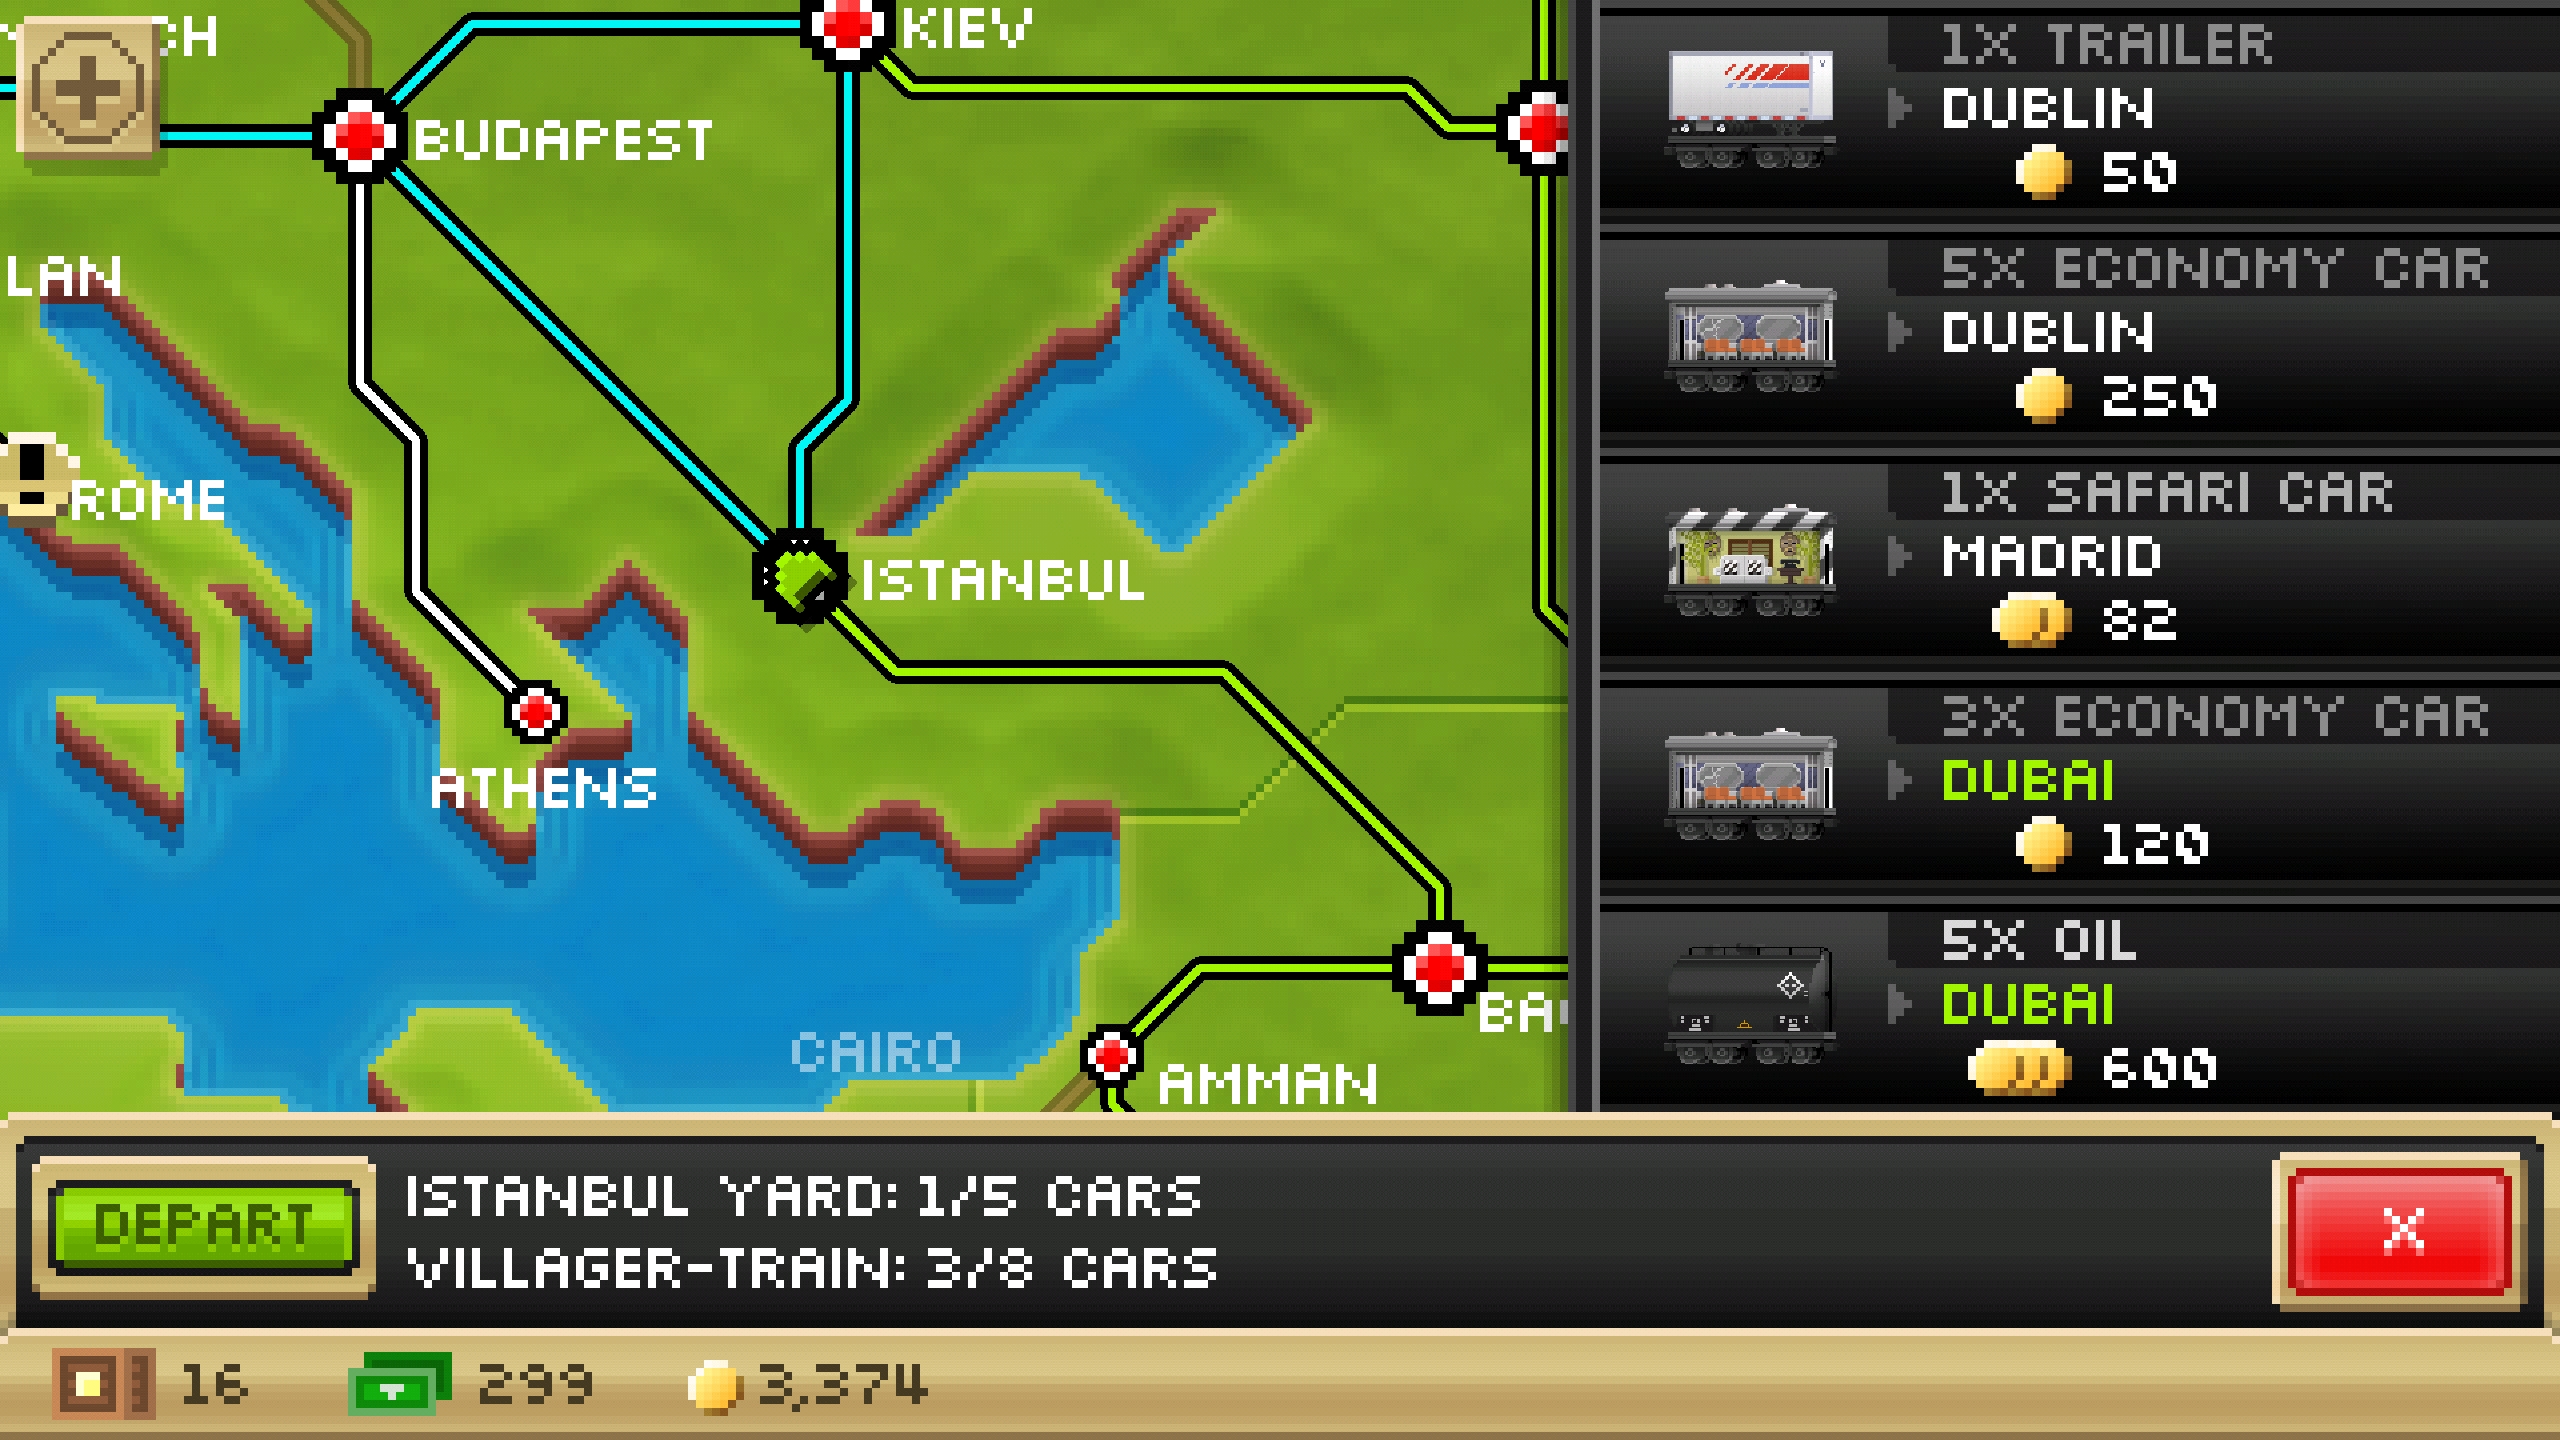 CH
KIEV
BUDAPEST
LAN
ROME
ISTANBUL
ATHENS
CAIRO
BA
AMMAN
1X TRAILER
DUBLIN
50
5X ECONOMY CAR
DUBLIN
250
1X SAFARI CAR
MADRID
82
3X ECONOMY CAR
DUBAI
120
5X OIL
DUBAI
600
DEPART
ISTANBUL YARD: 1/5 CARS
VILLAGER-TRAIN: 3/8 CARS
X
16
299
3,374